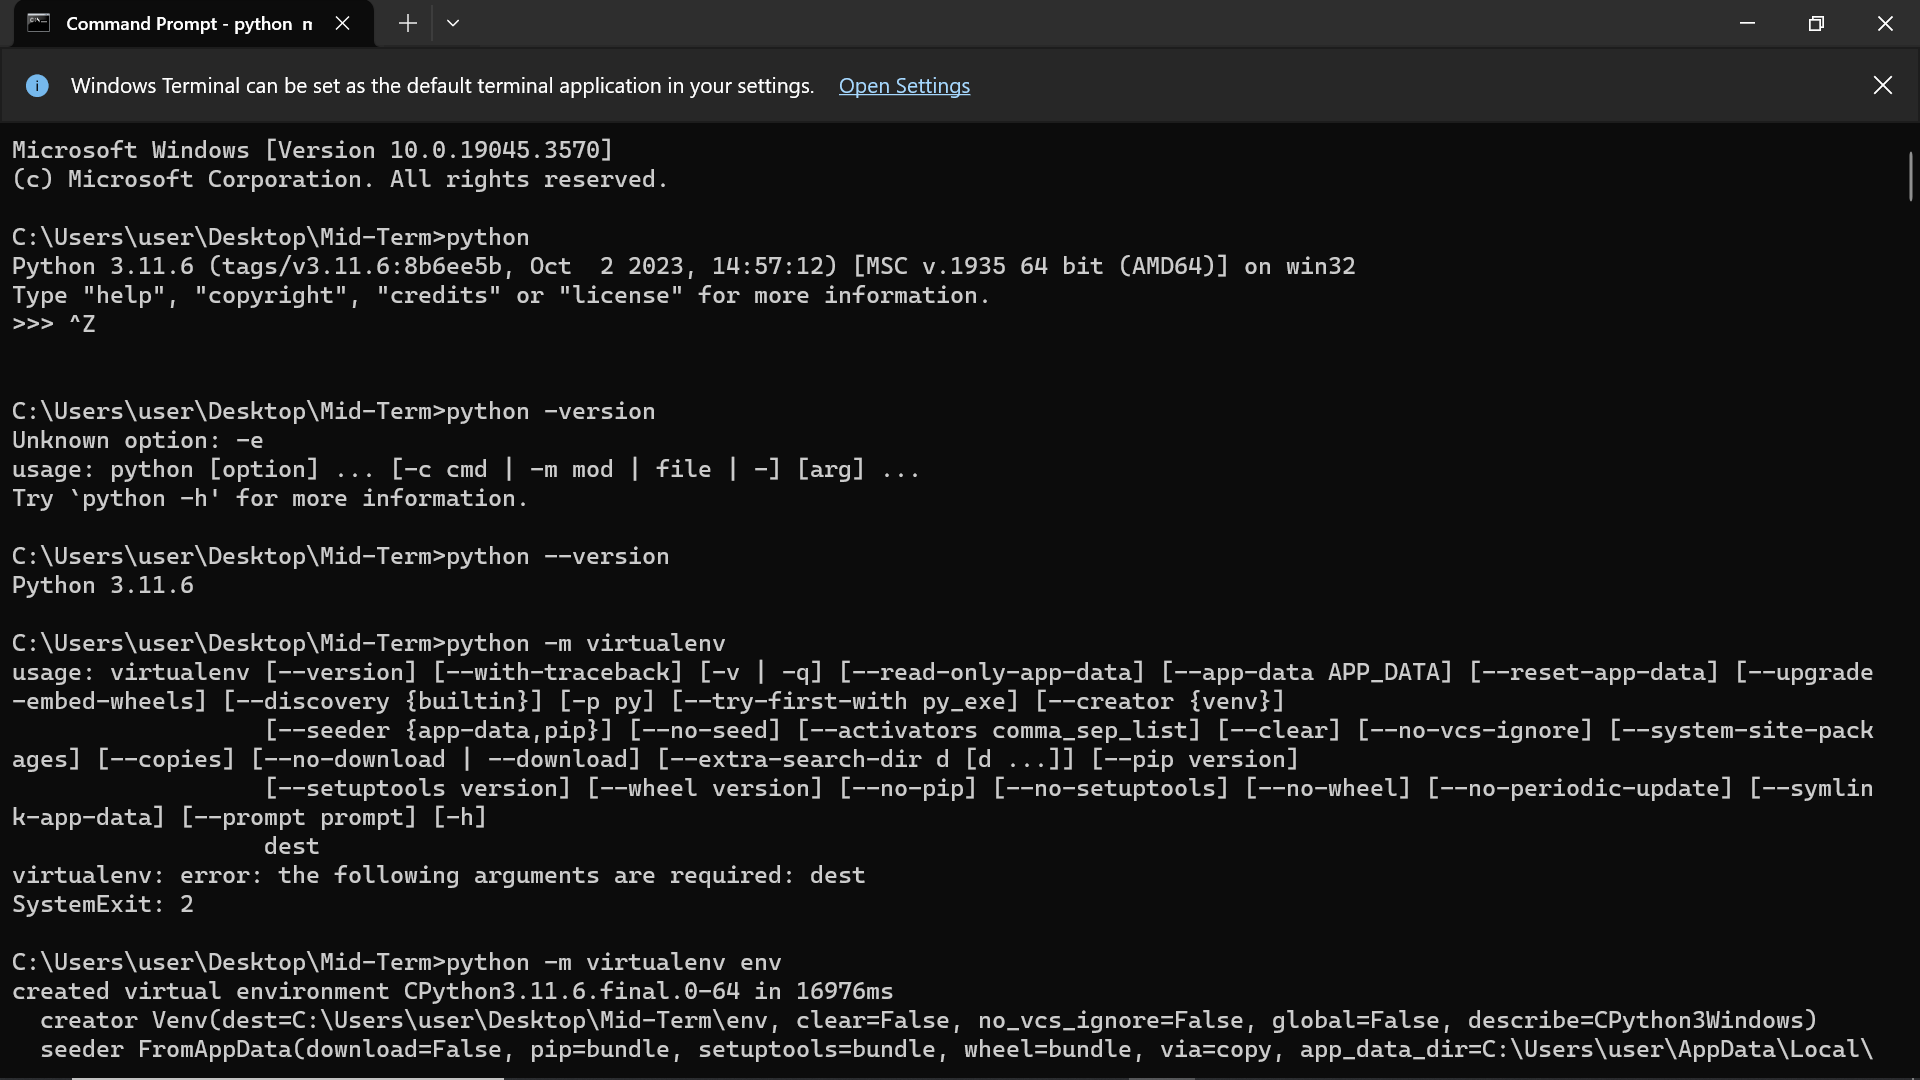 Command Prompt - python  n
Windows Terminal can be set as the default terminal application in your settings. Open Settings
Microsoft Windows [Version 10.0.19045.3570]
(c) Microsoft Corporation. All rights reserved.
C:\Users\user\Desktop\Mid-Term>python
Python 3.11.6 (tags/v3.11.6:8b6ee5b, Oct  2 2023, 14:57:12) [MSC v.1935 64 bit (AMD64)] on win32
Type "help", "copyright", "credits" or "license" for more information.
>>> ^Z
C:\Users\user\Desktop\Mid-Term>python -version
Unknown option: -e
usage: python [option] ... [-c cmd | -m mod | file | -] [arg] ...
Try `python -h' for more information.
C:\Users\user\Desktop\Mid-Term>python --version
Python 3.11.6
C:\Users\user\Desktop\Mid-Term>python -m virtualenv
usage: virtualenv [--version] [--with-traceback] [-v | -q] [--read-only-app-data] [--app-data APP_DATA] [--reset-app-data] [--upgrade
-embed-wheels] [--discovery {builtin}] [-p py] [--try-first-with py_exe] [--creator {venv}]
                  [--seeder {app-data,pip}] [--no-seed] [--activators comma_sep_list] [--clear] [--no-vcs-ignore] [--system-site-pack
ages] [--copies] [--no-download | --download] [--extra-search-dir d [d ...]] [--pip version]
                  [--setuptools version] [--wheel version] [--no-pip] [--no-setuptools] [--no-wheel] [--no-periodic-update] [--symlin
k-app-data] [--prompt prompt] [-h]
                  dest
virtualenv: error: the following arguments are required: dest
SystemExit: 2
C:\Users\user\Desktop\Mid-Term>python -m virtualenv env
created virtual environment CPython3.11.6.final.0-64 in 16976ms
  creator Venv(dest=C:\Users\user\Desktop\Mid-Term\env, clear=False, no_vcs_ignore=False, global=False, describe=CPython3Windows)
  seeder FromAppData(download=False, pip=bundle, setuptools=bundle, wheel=bundle, via=copy, app_data_dir=C:\Users\user\AppData\Local\